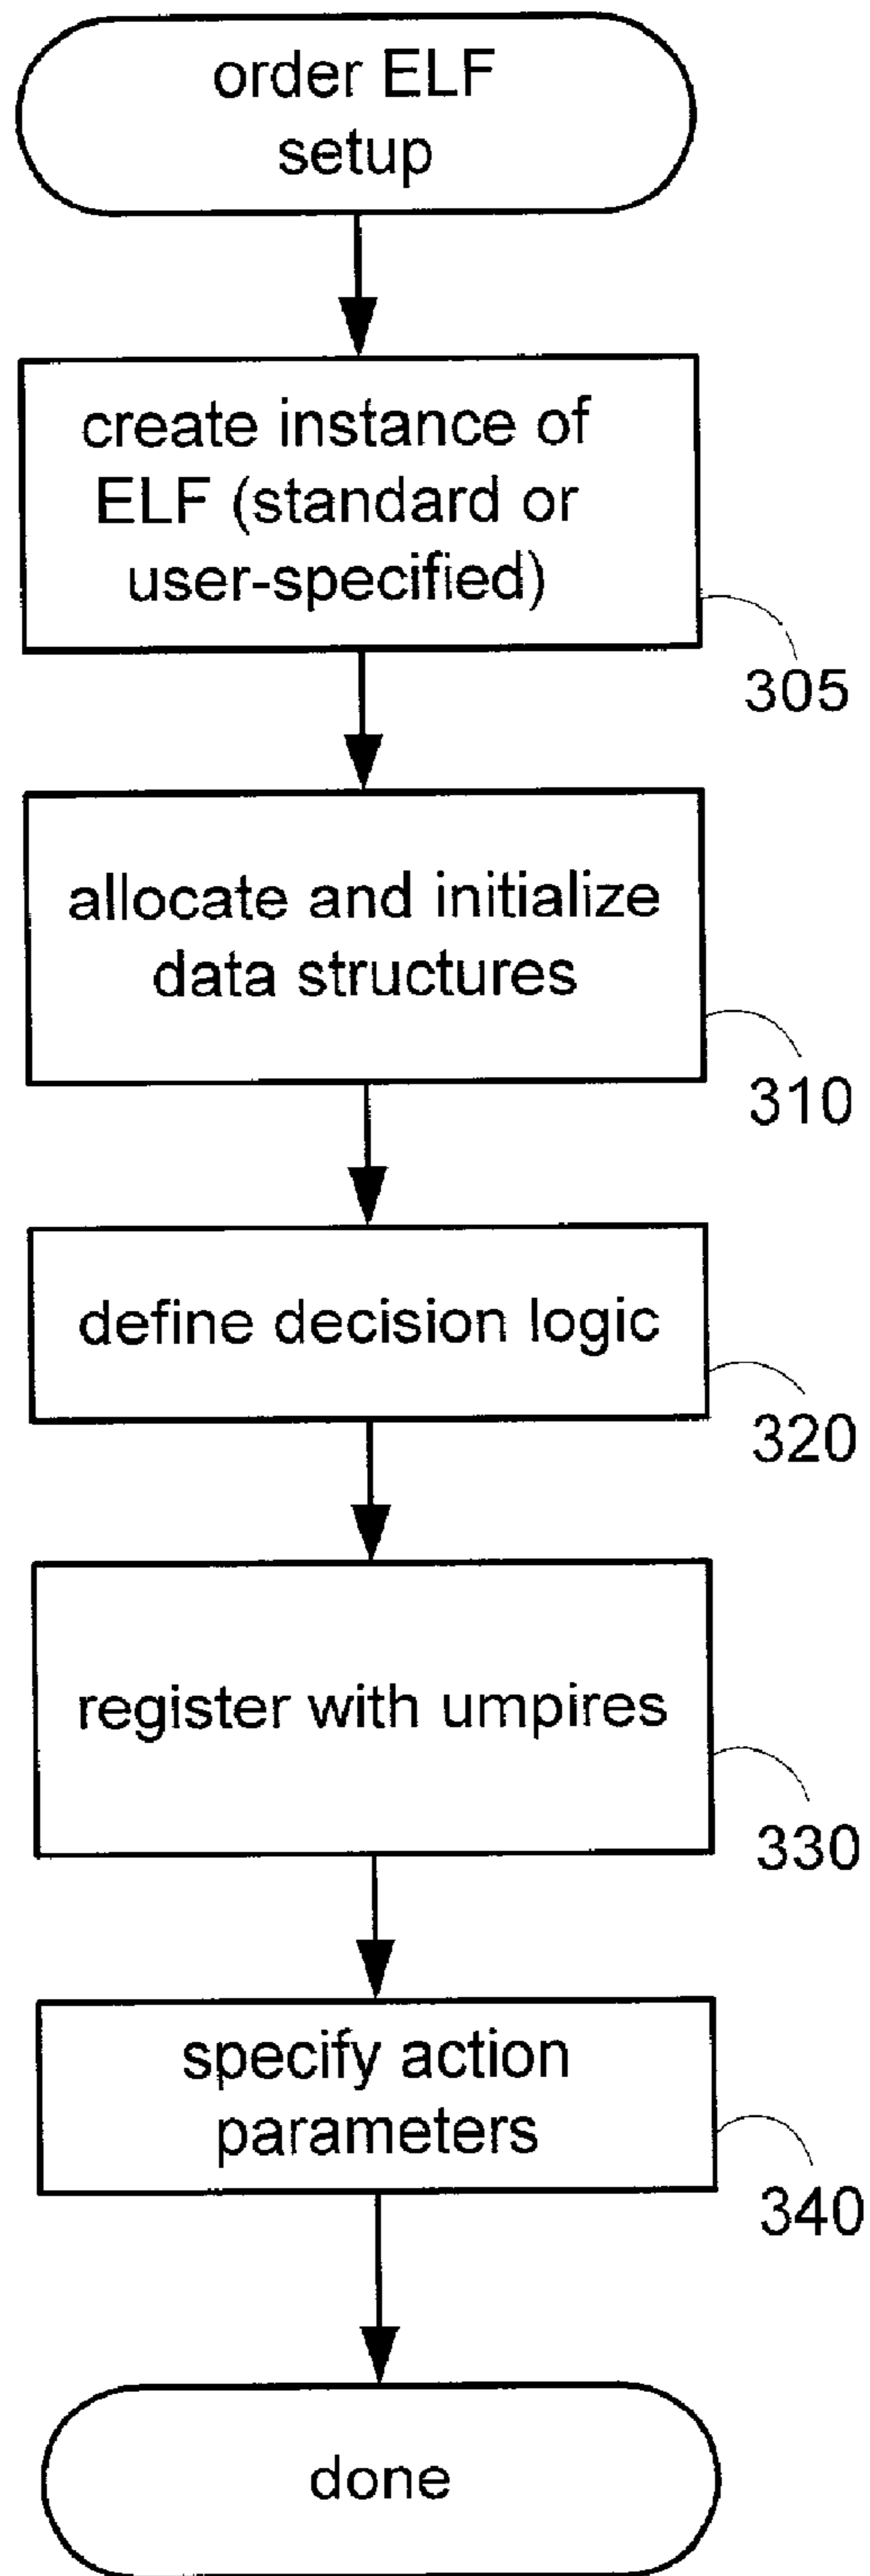 order ELF
setup
create instance of
ELF (standard or
user-specified)
305
allocate and initialize
data structures
310
define decision logic
320
register with umpires
330
specify action
parameters
340
done